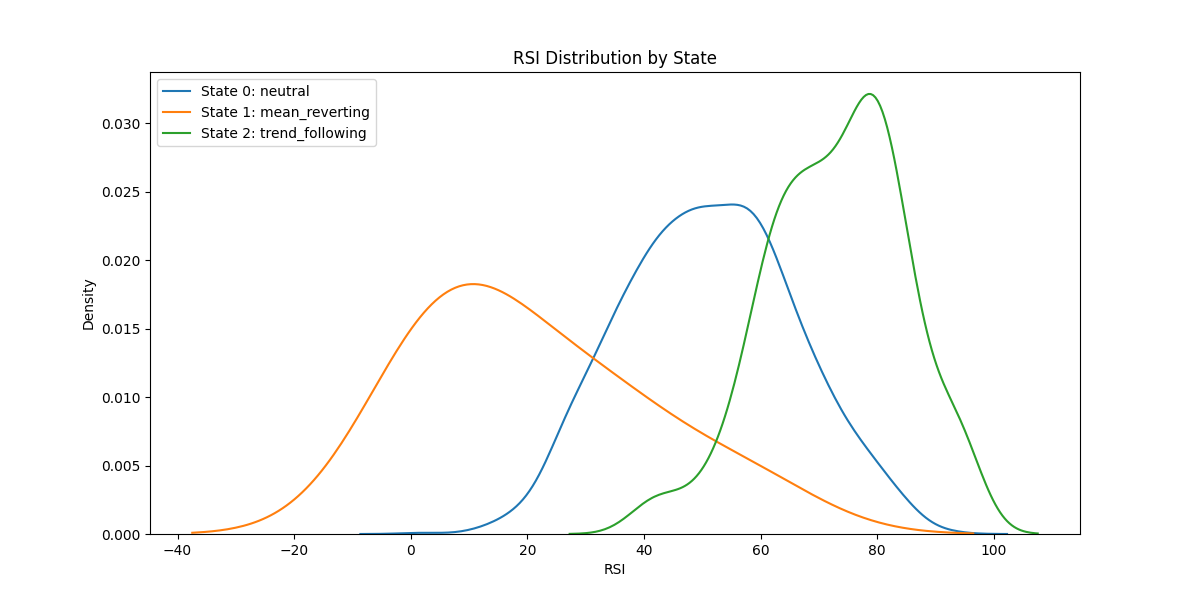 RSI Distribution by State
State 0: neutral
State 1: mean_reverting
State 2: trend_following
Density
0.030
0.025
0.020
0.015
0.010
0.005
0.000
−40
−20
0
20
40
60
80
100
RSI